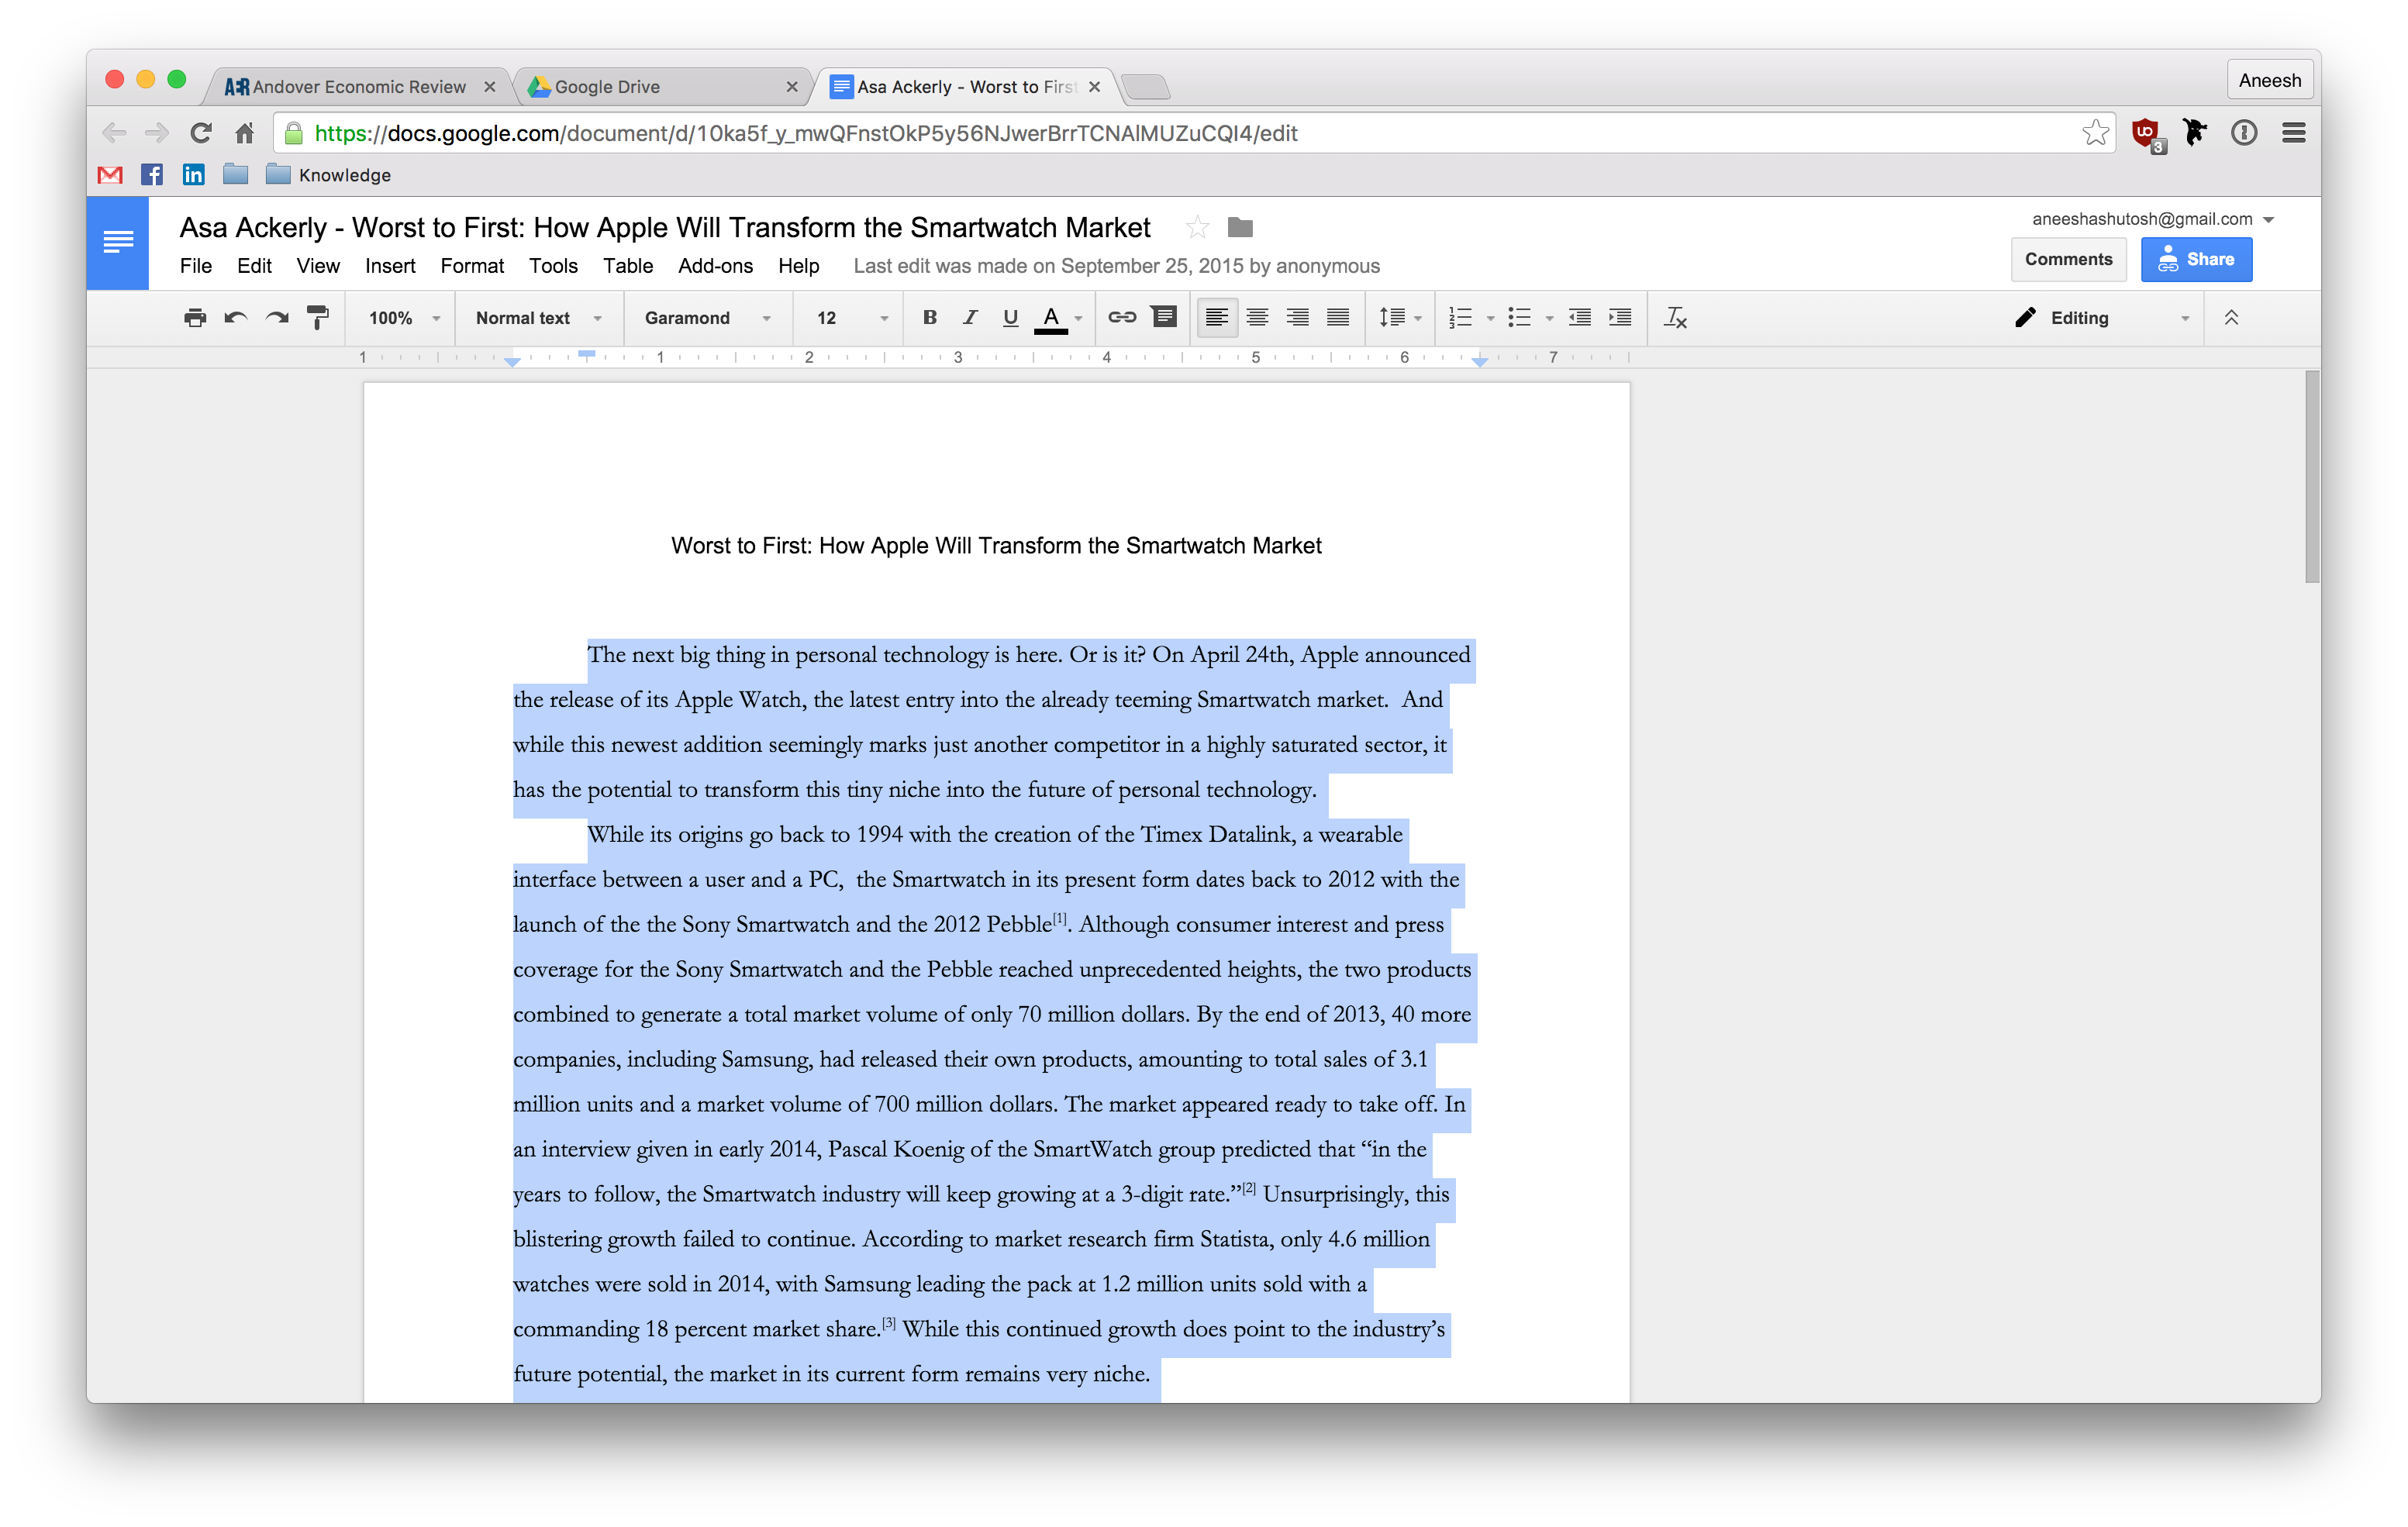 AER Andover Economic Review
Google Drive
Asa Ackerly - Worst to First
Aneesh
https://docs.google.com/document/d/10ka5f_y_mwQFnstOkP5y56NJwerBrrTCNAlMUZuCQI4/edit
3
in
Knowledge
Asa Ackerly - Worst to First: How Apple Will Transform the Smartwatch Market
aneeshashutosh@gmail.com
File Edit View Insert Format Tools Table Add-ons Help Last edit was made on September 25, 2015 by anonymous
Comments Share
100% Normal text Garamond 12 B I U A Editing
1 1 2 3 4 5 6 7
Worst to First: How Apple Will Transform the Smartwatch Market
The next big thing in personal technology is here. Or is it? On April 24th, Apple announced
the release of its Apple Watch, the latest entry into the already teeming Smartwatch market.  And
while this newest addition seemingly marks just another competitor in a highly saturated sector, it
has the potential to transform this tiny niche into the future of personal technology.
While its origins go back to 1994 with the creation of the Timex Datalink, a wearable
interface between a user and a PC,  the Smartwatch in its present form dates back to 2012 with the
launch of the the Sony Smartwatch and the 2012 Pebble[1]. Although consumer interest and press
coverage for the Sony Smartwatch and the Pebble reached unprecedented heights, the two products
combined to generate a total market volume of only 70 million dollars. By the end of 2013, 40 more
companies, including Samsung, had released their own products, amounting to total sales of 3.1
million units and a market volume of 700 million dollars. The market appeared ready to take off. In
an interview given in early 2014, Pascal Koenig of the SmartWatch group predicted that “in the
years to follow, the Smartwatch industry will keep growing at a 3-digit rate.”[2] Unsurprisingly, this
blistering growth failed to continue. According to market research firm Statista, only 4.6 million
watches were sold in 2014, with Samsung leading the pack at 1.2 million units sold with a
commanding 18 percent market share.[3] While this continued growth does point to the industry’s
future potential, the market in its current form remains very niche.